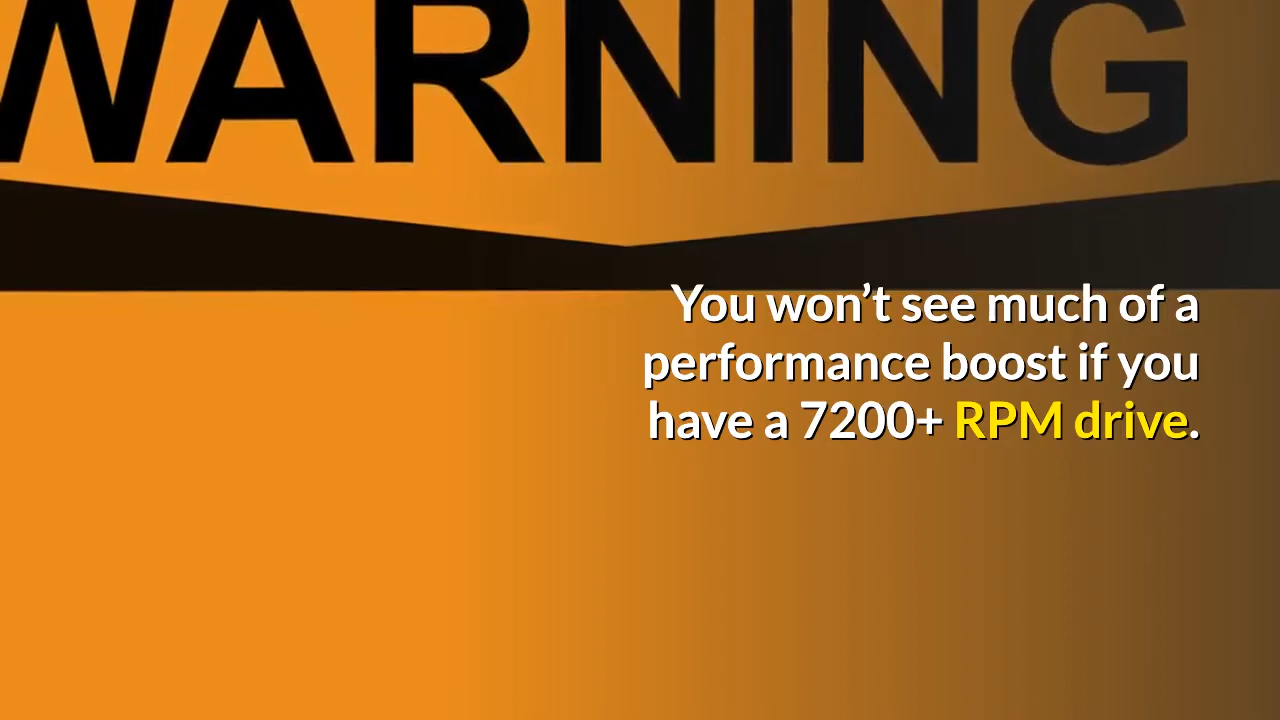 WARNING
You won’t see much of a
performance boost if you
have a 7200+ RPM drive.